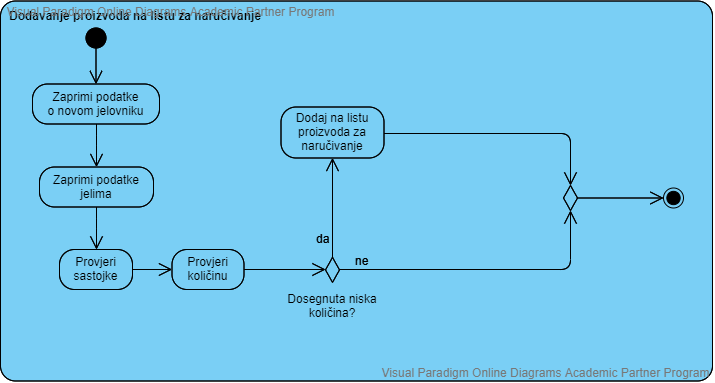 Visual Paradigm Online Diagrams Academic Partner Program
Dodavanje proizvoda na listu za naručivanje
Zaprimi podatke
o novom jelovniku
Zaprimi podatke
jelima
Provjeri
sastojke
Provjeri
količinu
Dodaj na listu
proizvoda za
naručivanje
da
ne
Dosegnuta niska
količina?
Visual Paradigm Online Diagrams Academic Partner Program